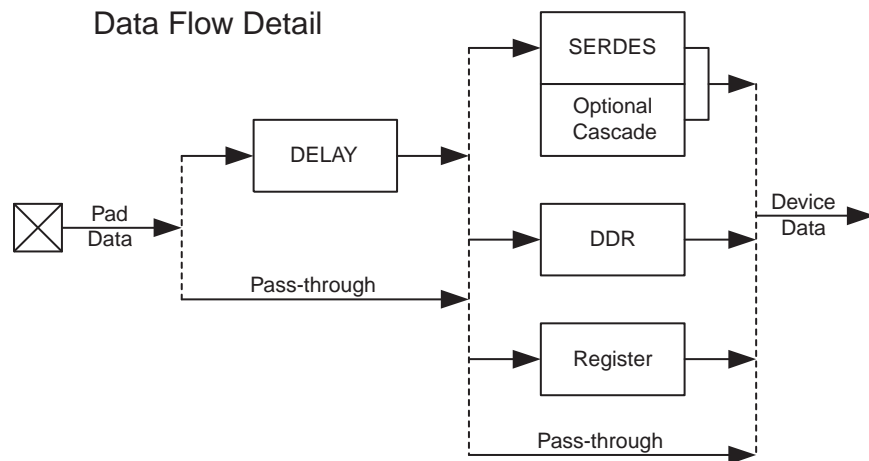 Data Flow Detail
SERDES
Optional
Cascade
DELAY
Pad
Data
Device
Data
DDR
Pass-through
Register
Pass-through